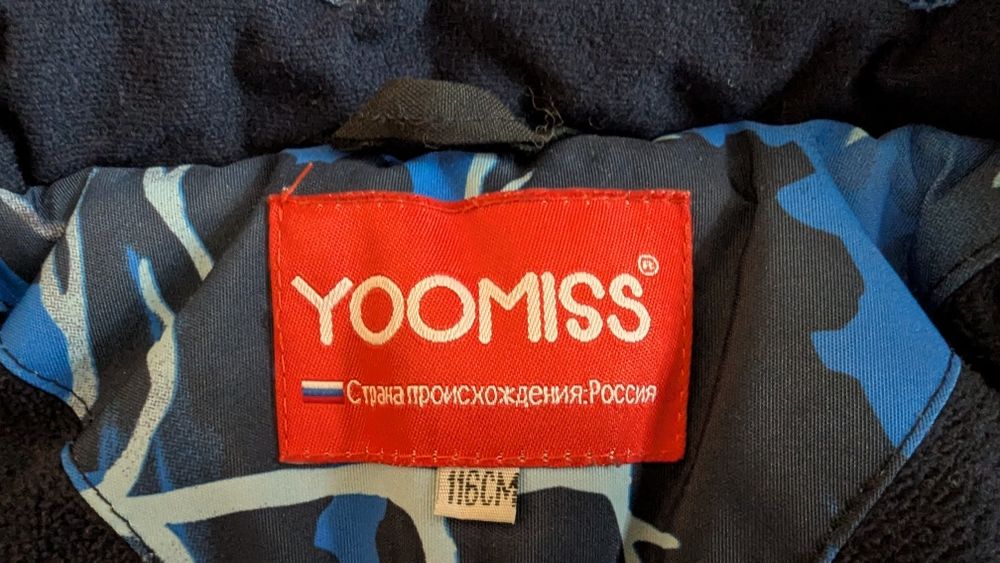 YOOMISS®
Страна происхождения: Россия
116CM